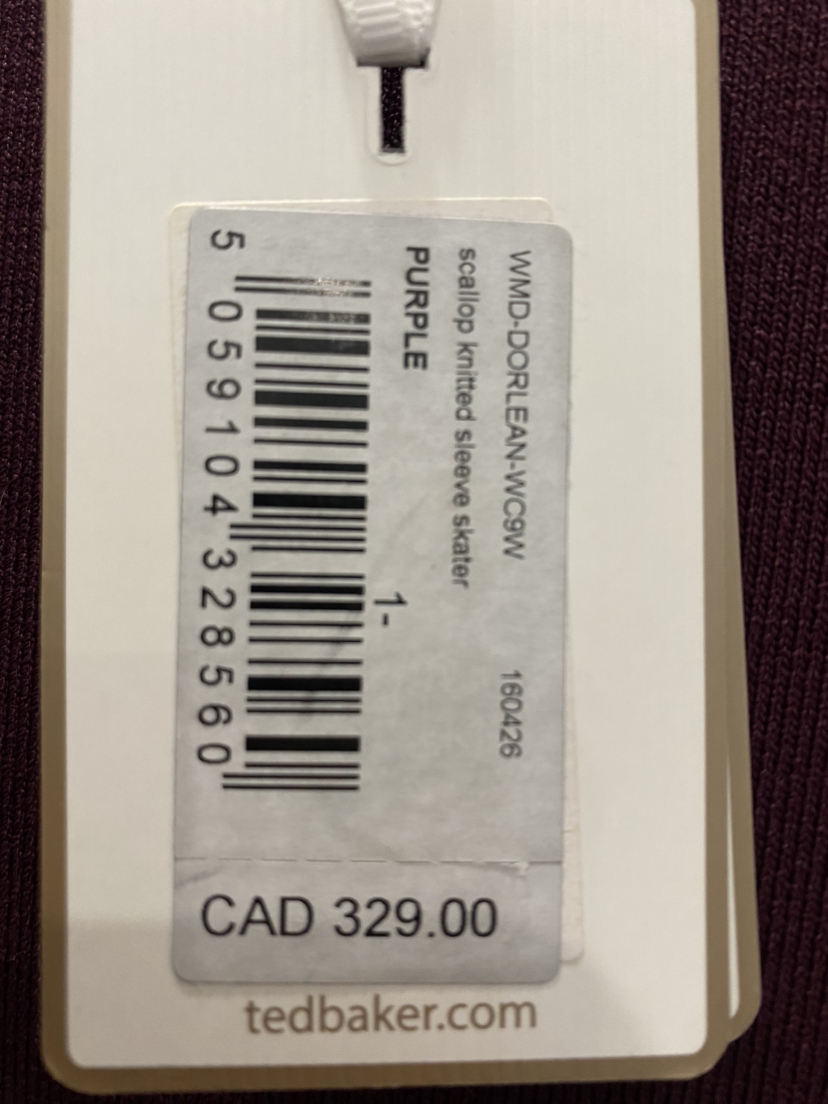 WMD-DORLEAN-WC9W 160426
scallop knitted sleeve skater
PURPLE
1-
5 059104 328560
CAD 329.00
tedbaker.com